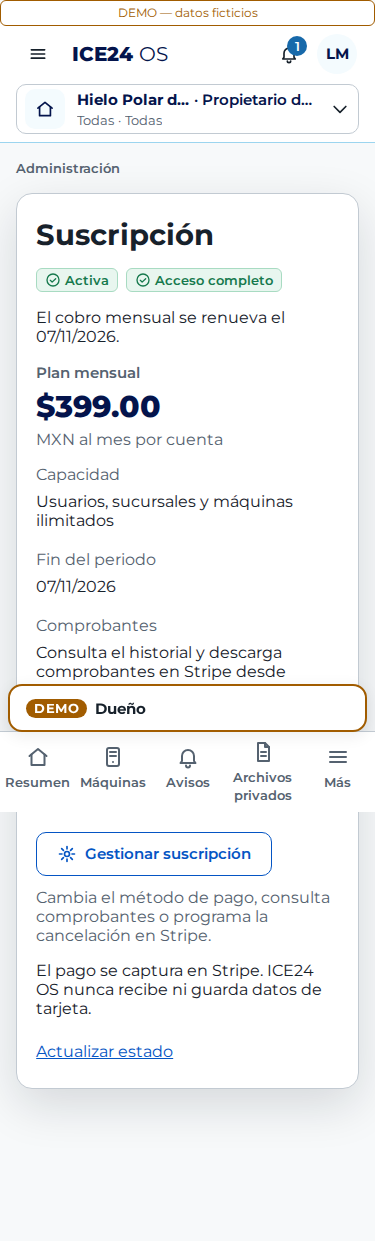 DEMO — datos ficticios
ICE24 OS
1
LM
Hielo Polar d... · Propietario d...
Todas · Todas
Administración
Suscripción
Activa
Acceso completo
El cobro mensual se renueva el
07/11/2026.
Plan mensual
$399.00
MXN al mes por cuenta
Capacidad
Usuarios, sucursales y máquinas
ilimitados
Fin del periodo
07/11/2026
Comprobantes
Consulta el historial y descarga
comprobantes en Stripe desde
DEMO Dueño
Resumen
Máquinas
Avisos
Archivos
privados
Más
Gestionar suscripción
Cambia el método de pago, consulta
comprobantes o programa la
cancelación en Stripe.
El pago se captura en Stripe. ICE24
OS nunca recibe ni guarda datos de
tarjeta.
Actualizar estado